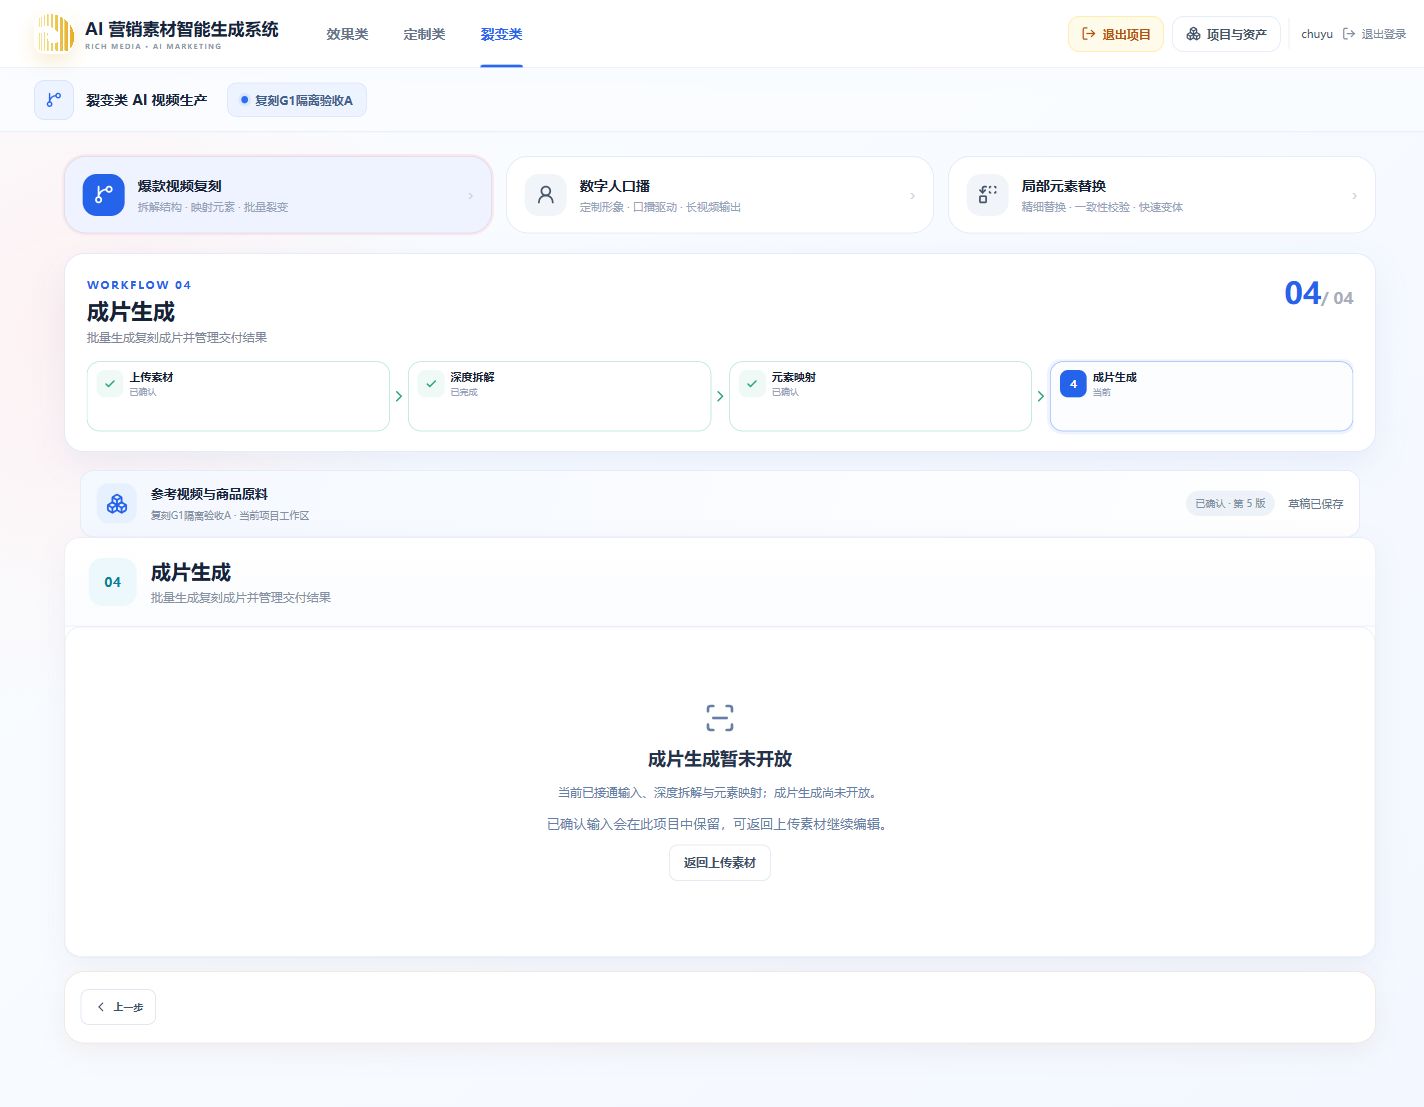 AI 营销素材智能生成系统
RICH MEDIA • AI MARKETING
效果类
定制类
裂变类
退出项目
项目与资产
chuyu
退出登录
裂变类 AI 视频生产
复刻G1隔离验收A
爆款视频复刻
拆解结构 · 映射元素 · 批量裂变
数字人口播
定制形象 · 口播驱动 · 长视频输出
局部元素替换
精细替换 · 一致性校验 · 快速变体
WORKFLOW 04
成片生成
批量生成复刻成片并管理交付结果
04/ 04
上传素材
已确认
深度拆解
已完成
元素映射
已确认
4
成片生成
当前
参考视频与商品原料
复刻G1隔离验收A · 当前项目工作区
已确认 · 第 5 版
草稿已保存
04
成片生成
批量生成复刻成片并管理交付结果
成片生成暂未开放
当前已接通输入、深度拆解与元素映射；成片生成尚未开放。
已确认输入会在此项目中保留，可返回上传素材继续编辑。
返回上传素材
上一步